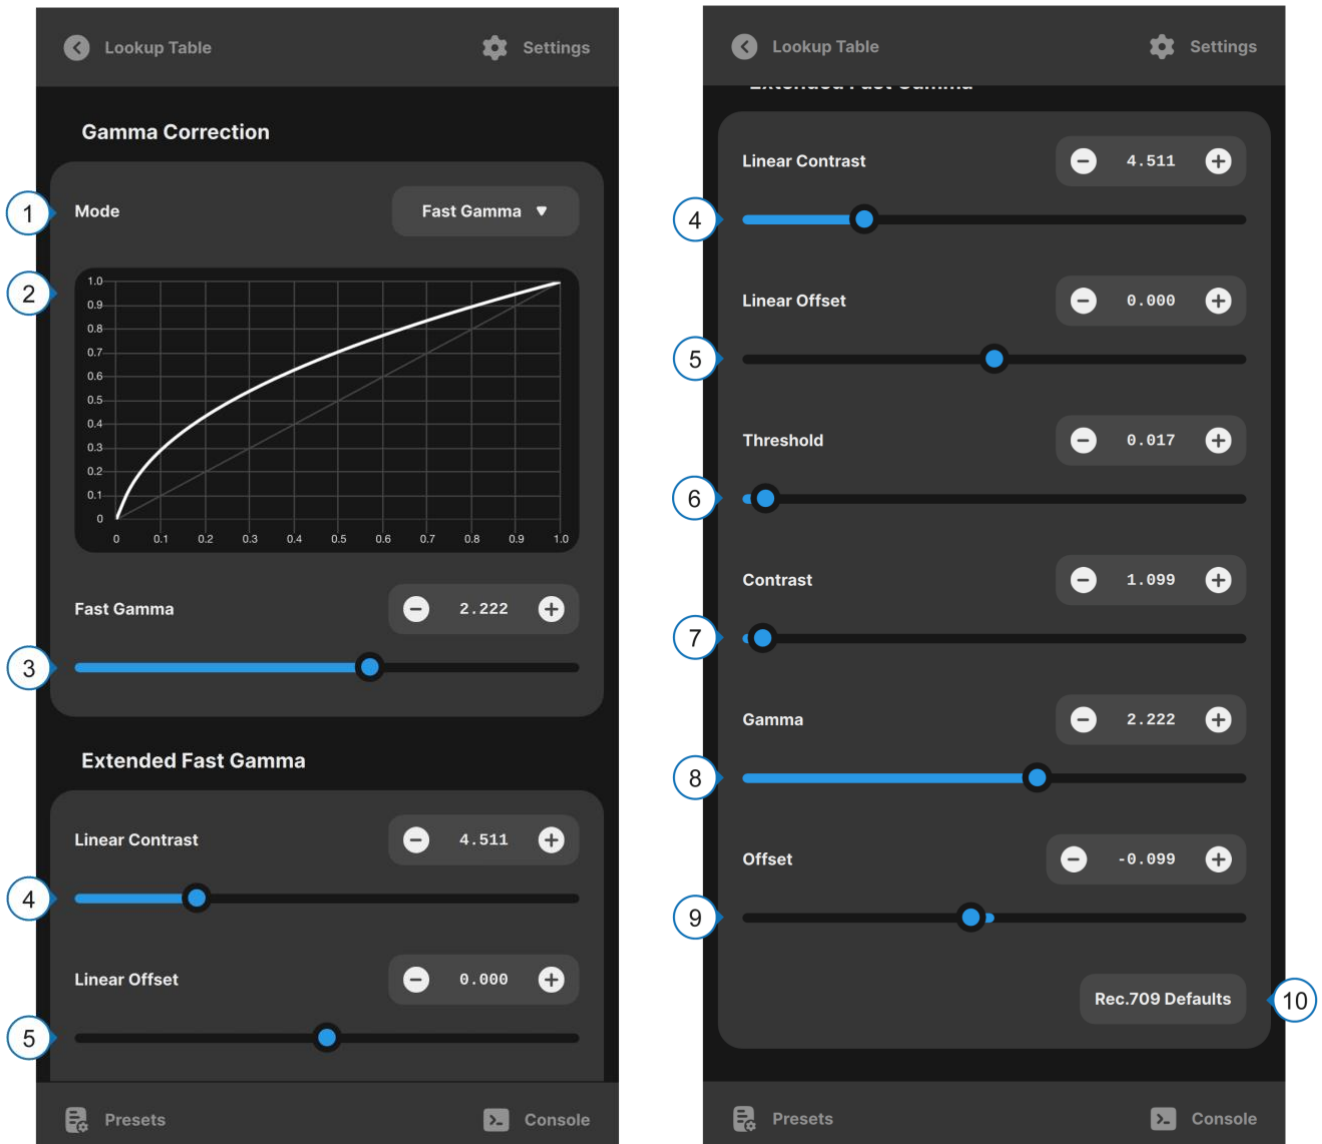 Lookup Table
Settings
Gamma Correction
1
Mode
Fast Gamma
2
1.0
0.9
0.8
0.7
0.6
0.5
0.4
0.3
0.2
0.1
0
0 0.1 0.2 0.3 0.4 0.5 0.6 0.7 0.8 0.9 1.0
Fast Gamma
2.222
3
Extended Fast Gamma
Linear Contrast
4.511
4
Linear Offset
0.000
5
Presets
Console
Lookup Table
Settings
Extended Fast Gamma
Linear Contrast
4.511
4
Linear Offset
0.000
5
Threshold
0.017
6
Contrast
1.099
7
Gamma
2.222
8
Offset
-0.099
9
Rec.709 Defaults
10
Presets
Console